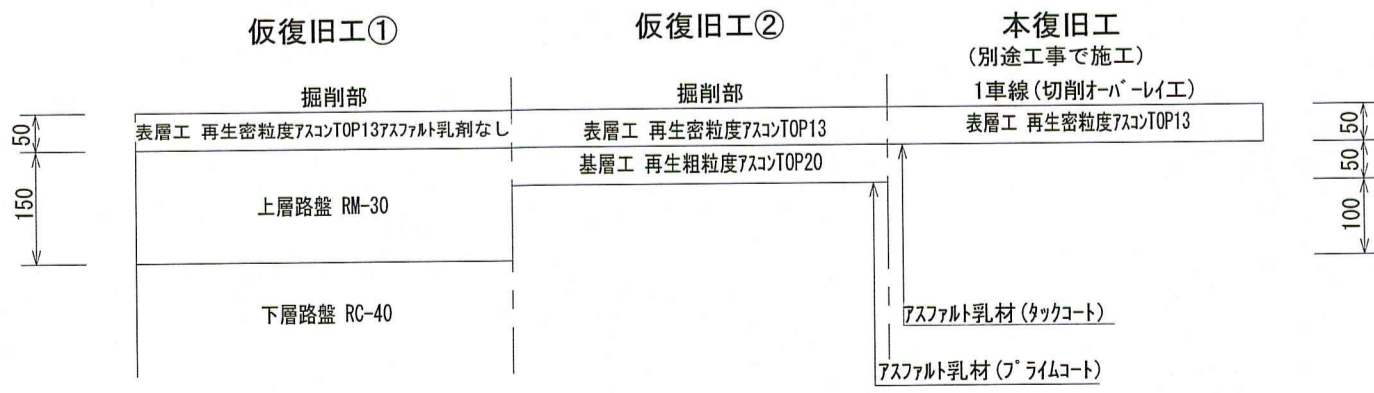 仮復旧工①
仮復旧工②
本復旧工
(別途工事で施工)
掘削部
掘削部
1車線(切削オーバーレイ工)
表層工 再生密粒度アスコンTOP13アスファルト乳剤なし
表層工 再生密粒度アスコンTOP13
表層工 再生密粒度アスコンTOP13
50
50
基層工 再生粗粒度アスコンTOP20
50
150
上層路盤 RM-30
100
下層路盤 RC-40
アスファルト乳材(タックコート)
アスファルト乳材(プライムコート)